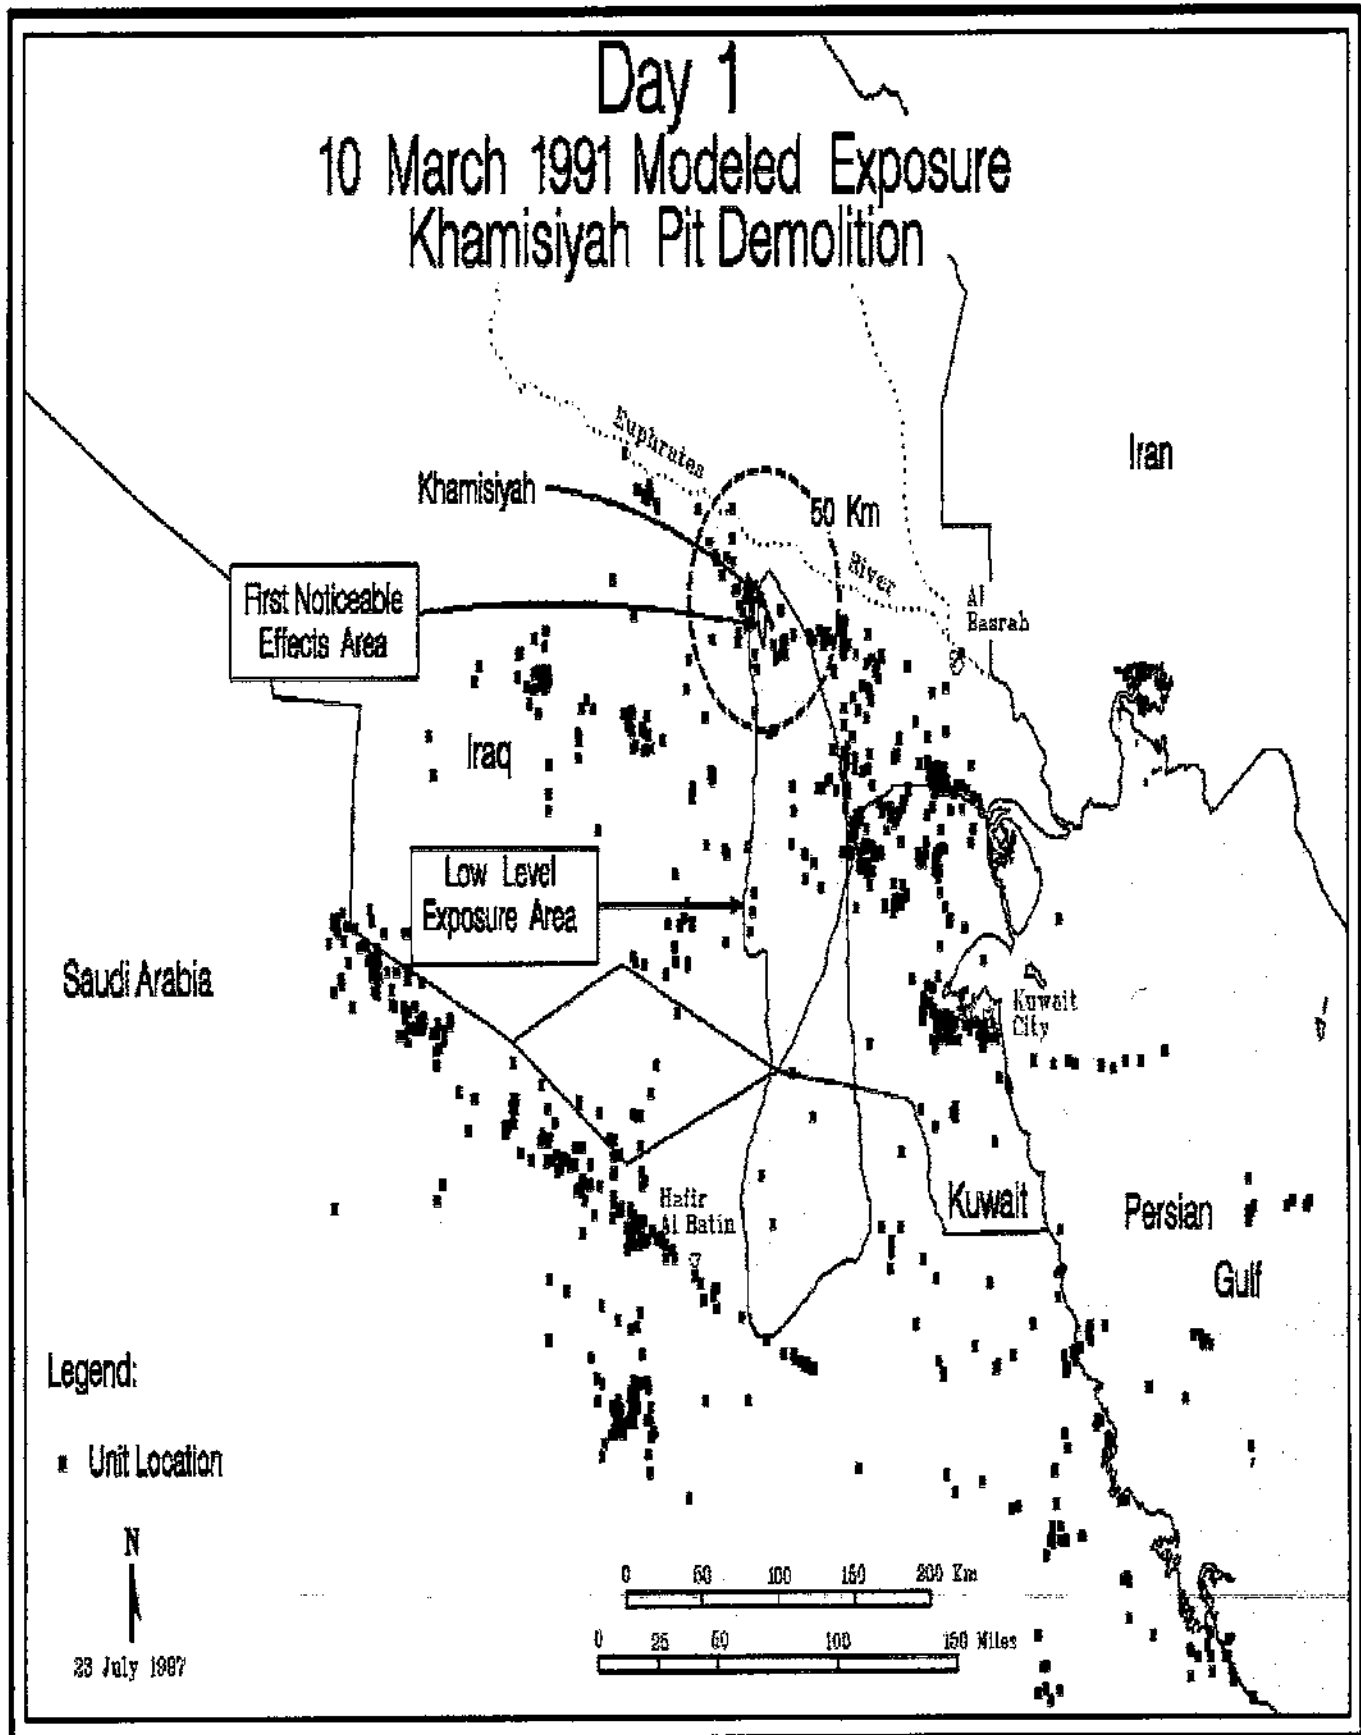 Day 1
10 March 1991 Modeled Exposure
Khamisiyah Pit Demolition
Euphrates
Iran
Khamisiyah
50 Km
River
First Noticeable
Effects Area
Al
Basrah
Iraq
Low Level
Exposure Area
Saudi Arabia
Kuwait
City
Hafir
Al Batin
Kuwait
Persian
Gulf
Legend:
Unit Location
N
0 50 100 150 200 Km
0 25 50 100 150 Miles
23 July 1997